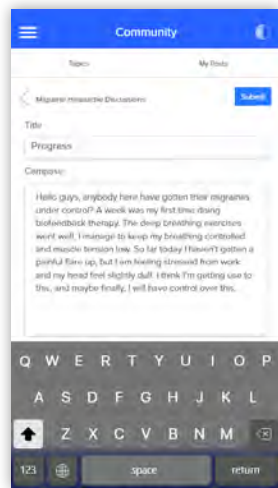 Community
Topics My Posts
Migraine Headache Discussions Submit
Title
Progress
Compose
Hello guys, anybody here have gotten their migraines
under control? A week was my first time doing
biofeedback therapy. The deep breathing exercises
went well, I manage to keep my breathing controlled
and muscle tension low. So far today I haven't gotten a
painful flare up, but I am feeling stressed from work
and my head feel slightly dull. I think I'm getting use to
this, and maybe finally, I will have control over this.
Q W E R T Y U I O P
A S D F G H J K L
Z X C V B N M
123 space return